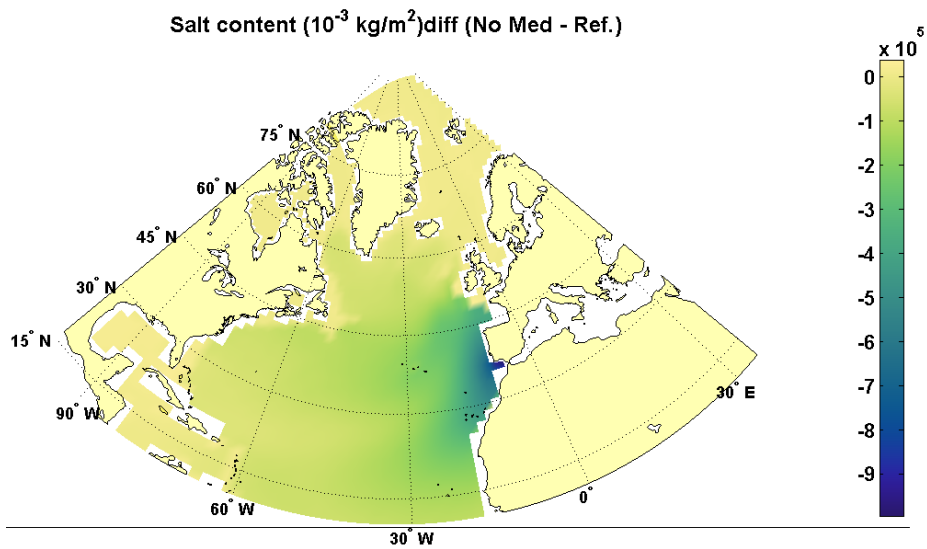 Salt content (10⁻³ kg/m²)diff (No Med - Ref.)
x 10⁵
0
-1
-2
-3
-4
-5
-6
-7
-8
-9
75° N
60° N
45° N
30° N
15° N
90° W
60° W
30° W
0°
30° E